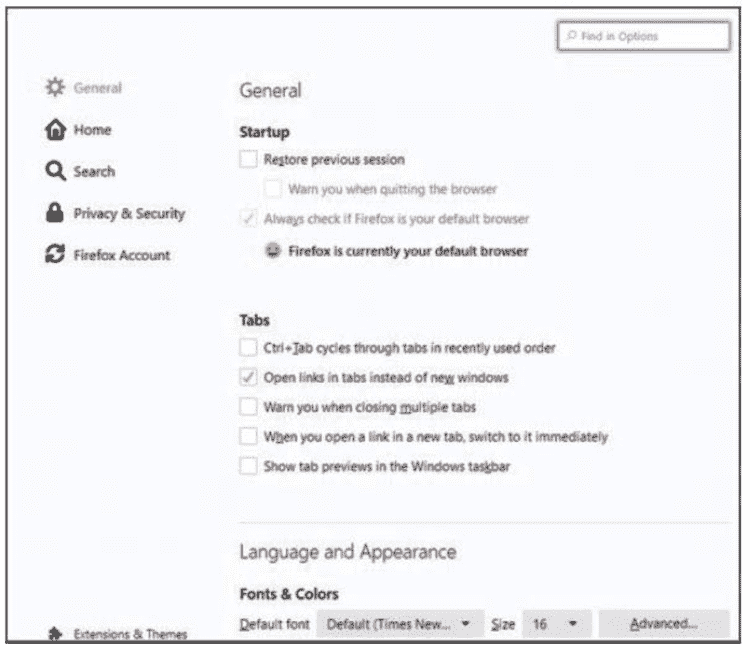 Find in Options
General
Home
Search
Privacy & Security
Firefox Account
Extensions & Themes
General
Startup
Restore previous session
Warn you when quitting the browser
Always check if Firefox is your default browser
Firefox is currently your default browser
Tabs
Ctrl+Tab cycles through tabs in recently used order
Open links in tabs instead of new windows
Warn you when closing multiple tabs
When you open a link in a new tab, switch to it immediately
Show tab previews in the Windows taskbar
Language and Appearance
Fonts & Colors
Default font Default (Times New... Size 16 Advanced...